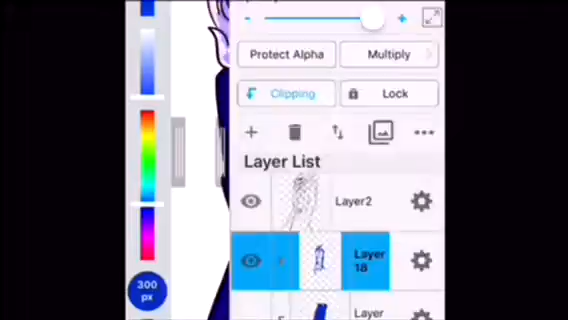 Protect Alpha
Multiply
Clipping
Lock
Layer List
Layer2
Layer
18
Layer
300
px